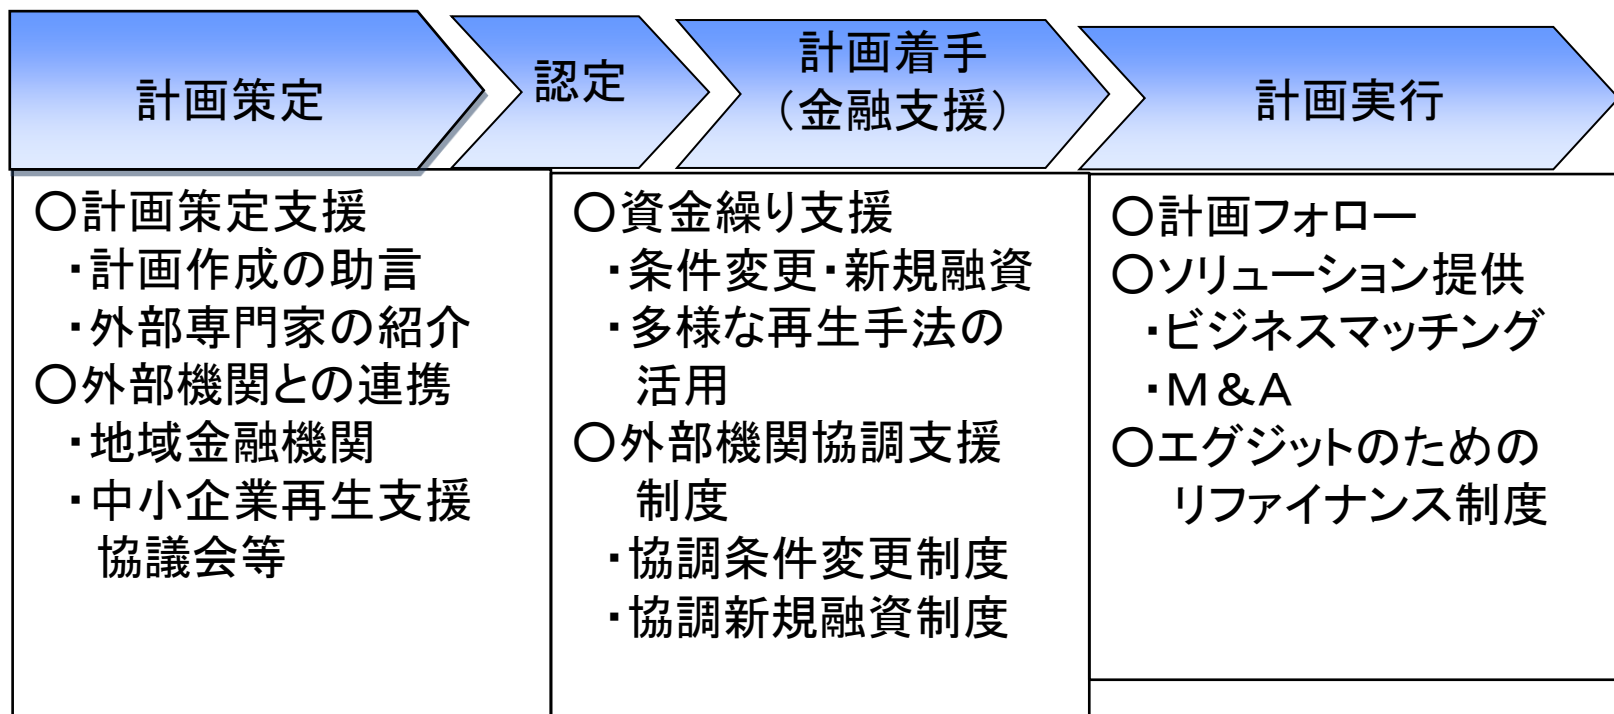 計画策定
認定
計画着手
（金融支援）
計画実行
○計画策定支援
・計画作成の助言
・外部専門家の紹介
○外部機関との連携
・地域金融機関
・中小企業再生支援
協議会等
○資金繰り支援
・条件変更・新規融資
・多様な再生手法の
活用
○外部機関協調支援
制度
・協調条件変更制度
・協調新規融資制度
○計画フォロー
○ソリューション提供
・ビジネスマッチング
・Ｍ＆Ａ
○エグジットのための
リファイナンス制度